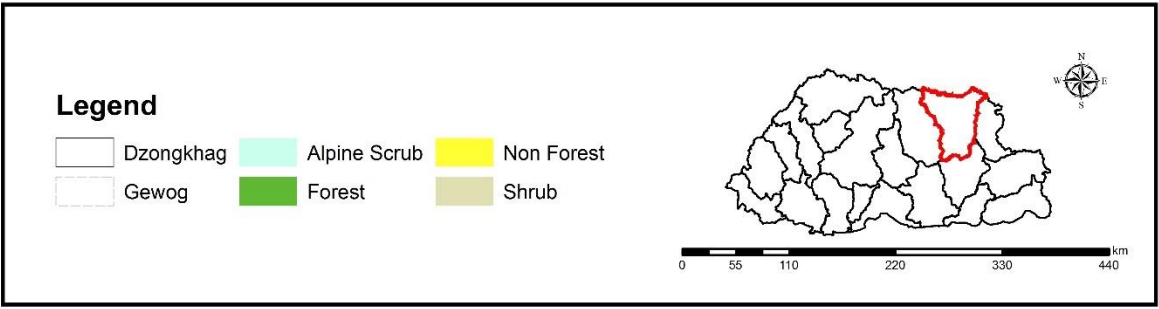 Legend
Dzongkhag
Alpine Scrub
Non Forest
Gewog
Forest
Shrub
N
W
E
S
km
0 55 110 220 330 440